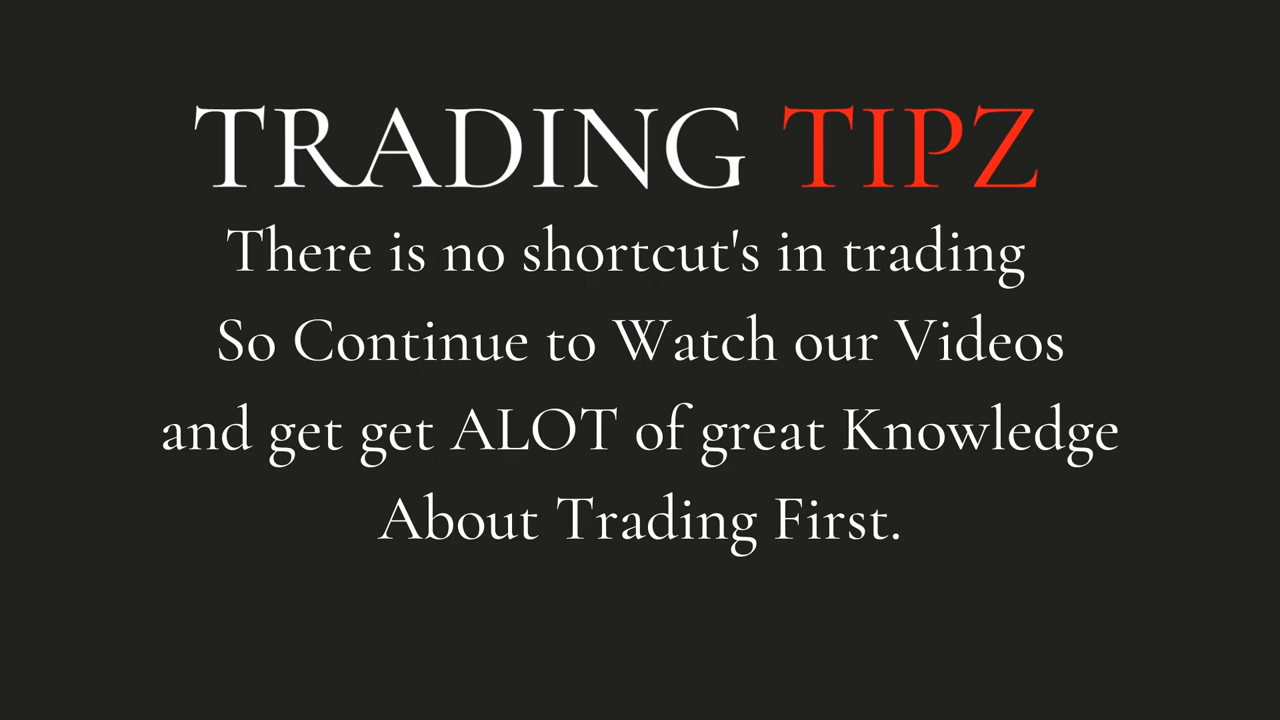 TRADING TIPZ
There is no shortcut's in trading
So Continue to Watch our Videos
and get get ALOT of great Knowledge
About Trading First.